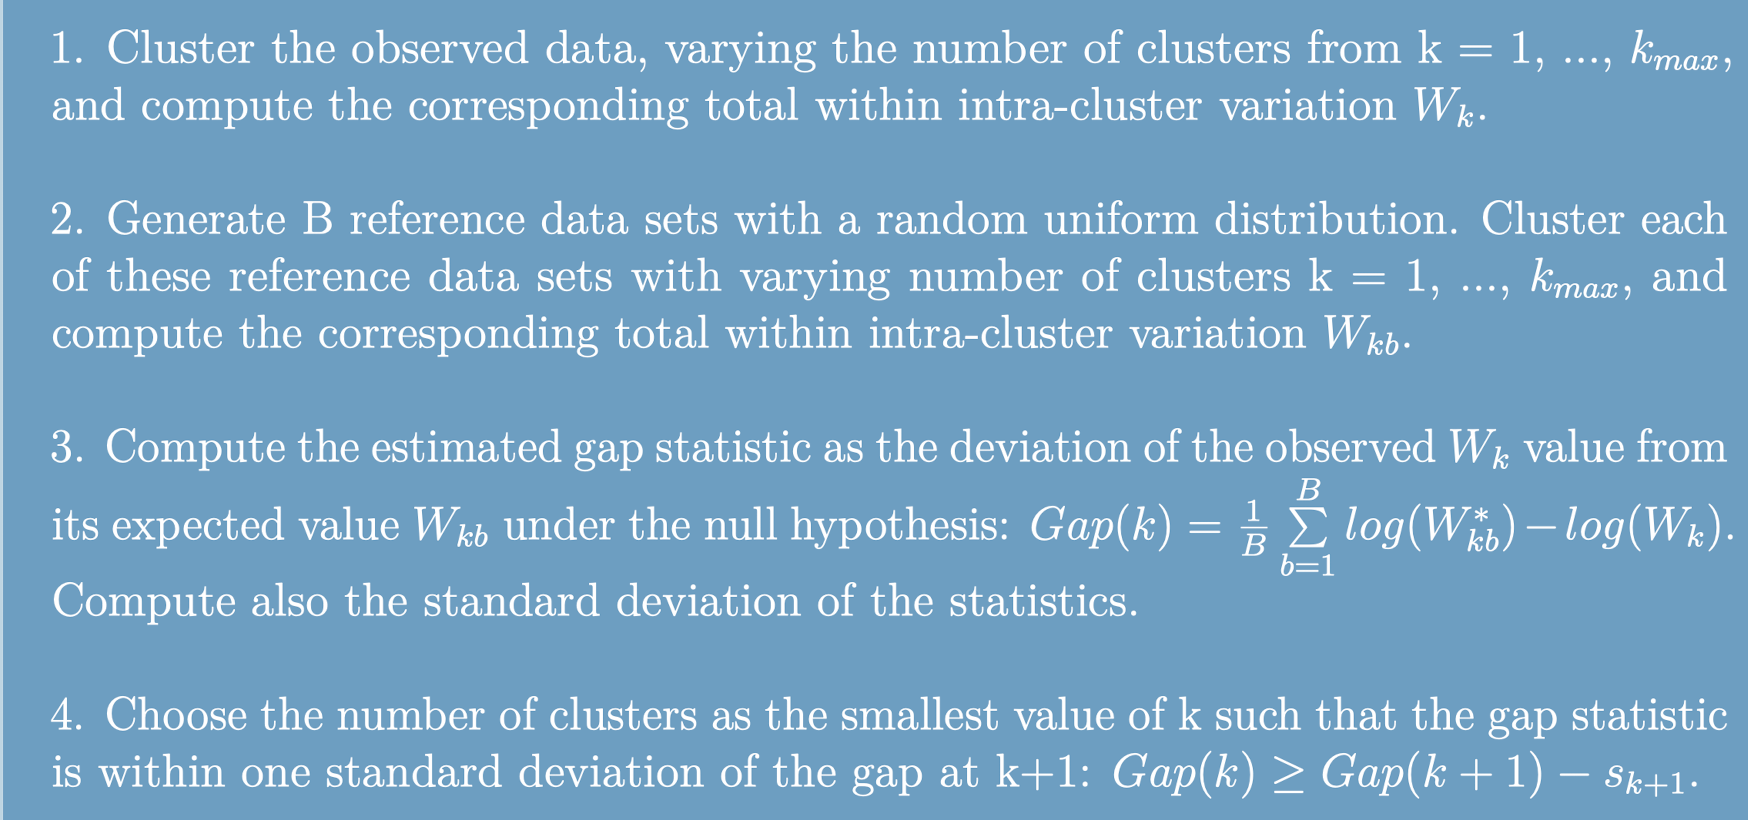 1. Cluster the observed data, varying the number of clusters from k = 1, ..., $k_{max}$,
and compute the corresponding total within intra-cluster variation $W_k$.
2. Generate B reference data sets with a random uniform distribution. Cluster each
of these reference data sets with varying number of clusters k = 1, ..., $k_{max}$, and
compute the corresponding total within intra-cluster variation $W_{kb}$.
3. Compute the estimated gap statistic as the deviation of the observed $W_k$ value from
its expected value $W_{kb}$ under the null hypothesis: $Gap(k) = \frac{1}{B} \sum_{b=1}^{B} log(W^*_{kb}) - log(W_k)$.
Compute also the standard deviation of the statistics.
4. Choose the number of clusters as the smallest value of k such that the gap statistic
is within one standard deviation of the gap at k+1: $Gap(k) \geq Gap(k+1) - s_{k+1}$.